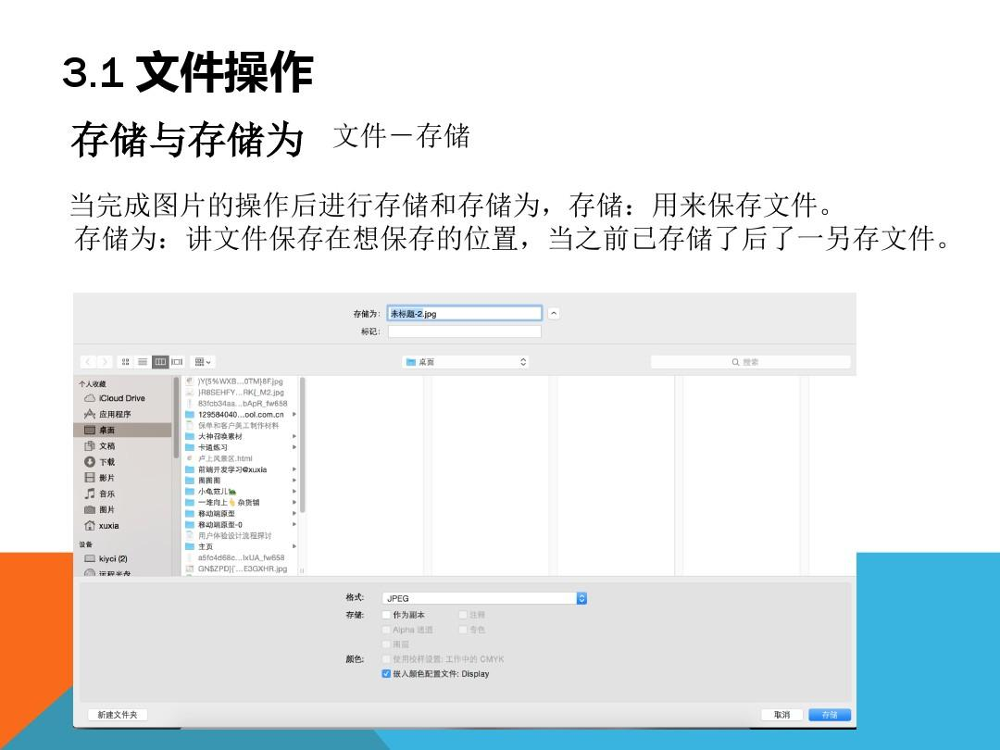 3.1 文件操作
存储与存储为 文件－存储
当完成图片的操作后进行存储和存储为，存储：用来保存文件。
存储为：讲文件保存在想保存的位置，当之前已存储了后了一另存文件。
存储为: 未标题-2.jpg
标记:
桌面
搜索
个人收藏
iCloud Drive
应用程序
桌面
文稿
下载
影片
音乐
图片
xuxia
设备
kiyci (2)
远程光盘
)Y(5%WXB...0TM}8F.jpg
}R8SEHFY...RK{_M2.jpg
83fcb34aa...bApR_fw658
129584040...ool.com.cn
保单和客户美工制作材料
大神召唤素材
卡通练习
卢上风景区.html
前端开发学习@xuxia
图图图
小龟范儿
一堆向上 杂货铺
移动端原型
移动端原型-0
用户体验设计流程探讨
主页
a5fc4d68c...lxUA_fw658
GN$ZPD]{'...E3GXHR.jpg
格式: JPEG
存储: 作为副本 注释
Alpha 通道 专色
图层
颜色: 使用校样设置: 工作中的 CMYK
嵌入颜色配置文件: Display
新建文件夹 取消 存储